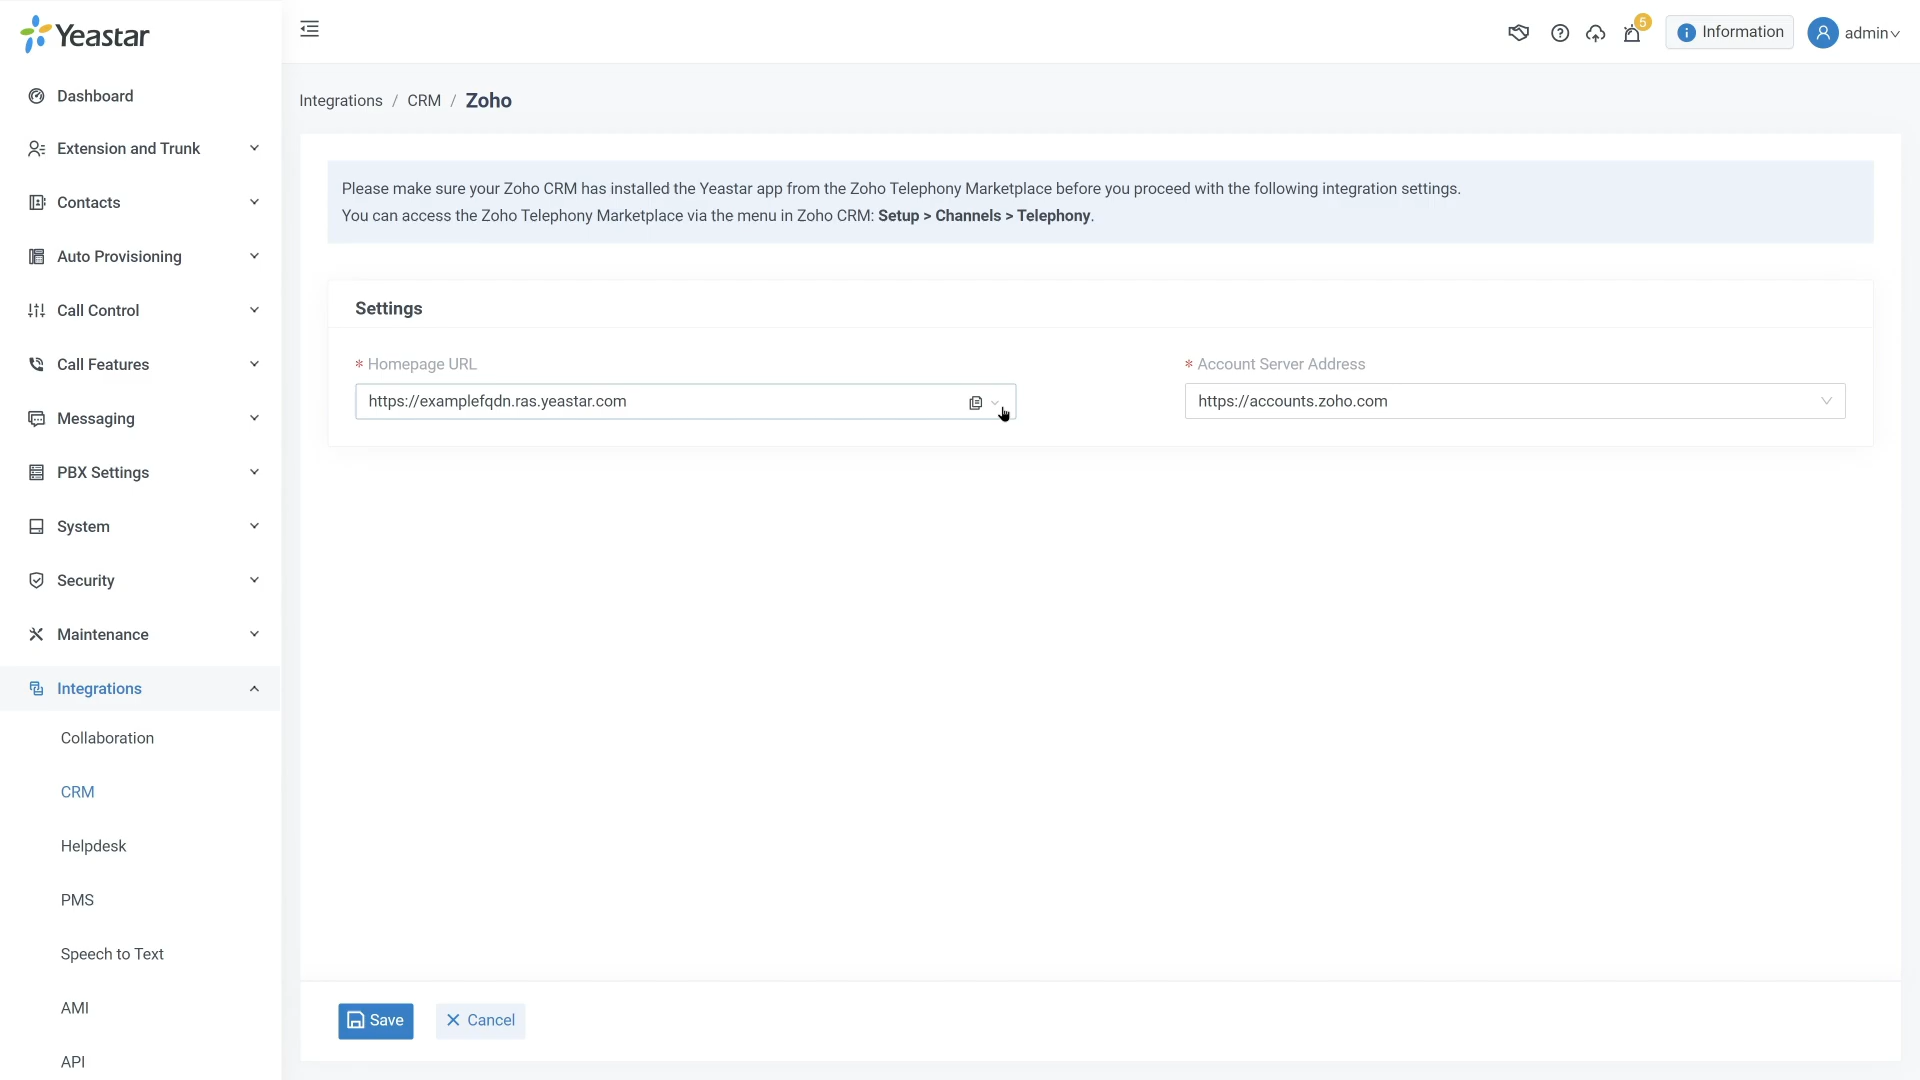 Yeastar
5
Information
admin
Dashboard
Extension and Trunk
Contacts
Auto Provisioning
Call Control
Call Features
Messaging
PBX Settings
System
Security
Maintenance
Integrations
Collaboration
CRM
Helpdesk
PMS
Speech to Text
AMI
API
Integrations / CRM / Zoho
Please make sure your Zoho CRM has installed the Yeastar app from the Zoho Telephony Marketplace before you proceed with the following integration settings.
You can access the Zoho Telephony Marketplace via the menu in Zoho CRM: Setup > Channels > Telephony.
Settings
* Homepage URL
https://examplefqdn.ras.yeastar.com
* Account Server Address
https://accounts.zoho.com
Save
Cancel